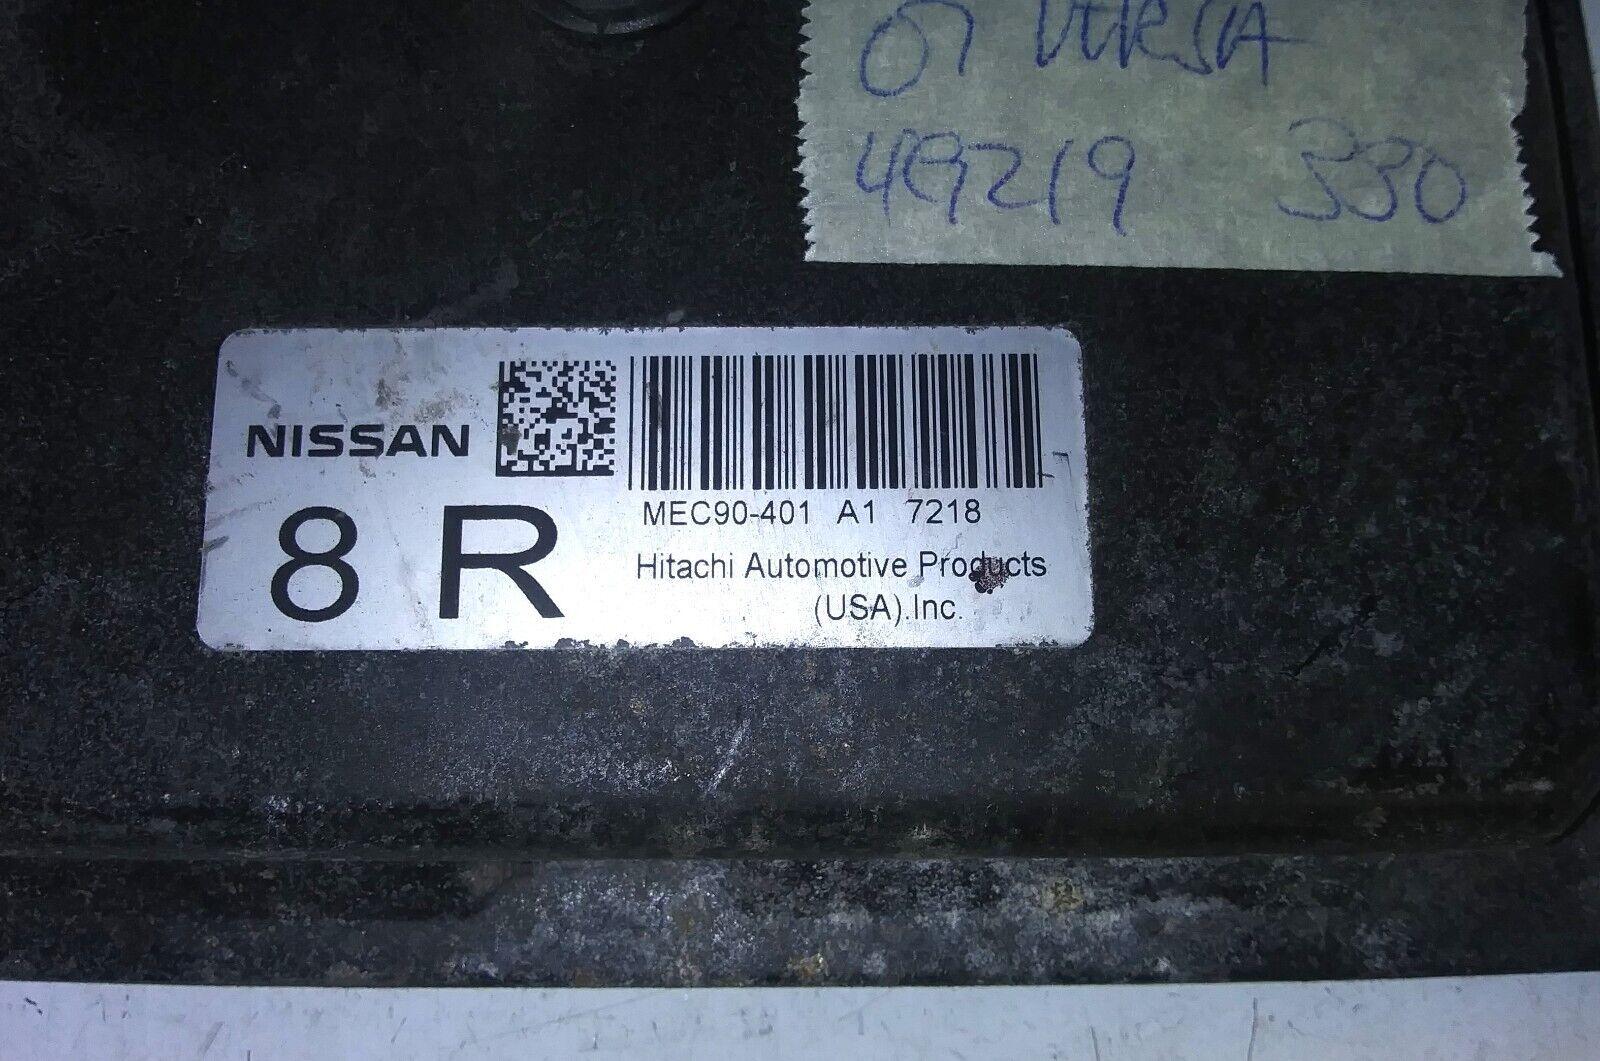 07 VERSA
49219 330
NISSAN
8 R
MEC90-401 A1 7218
Hitachi Automotive Products
(USA).Inc.